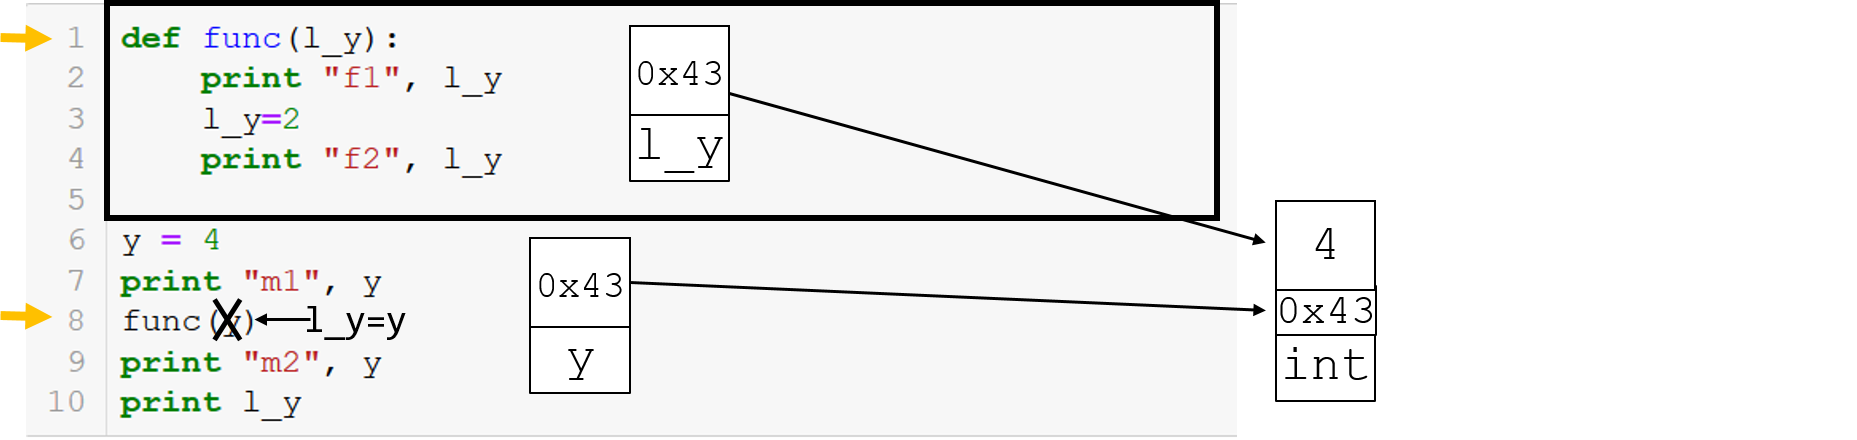 1 def func(l_y):
2 print "f1", l_y
3 l_y=2
4 print "f2", l_y
5
6 y = 4
7 print "m1", y
8 func(y) l_y=y
9 print "m2", y
10 print l_y
0x43
l_y
0x43
y
4
0x43
int